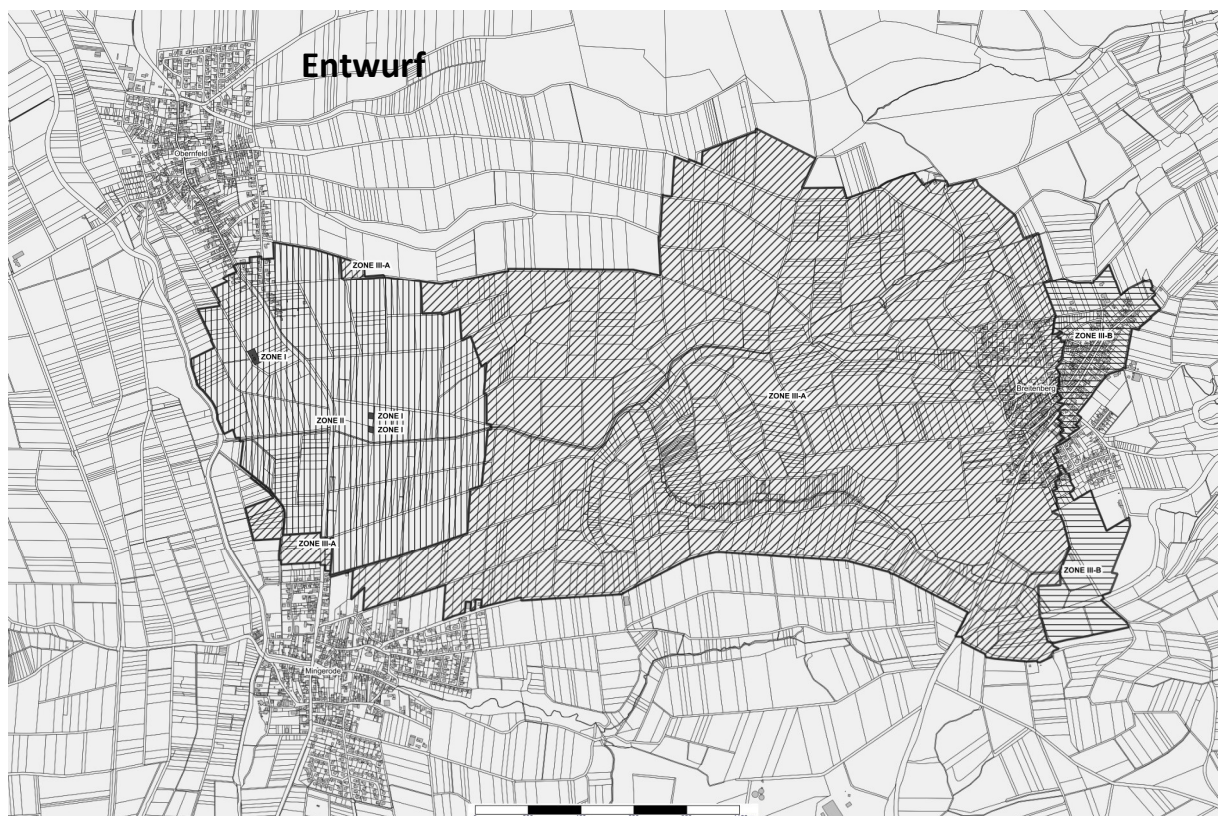 Entwurf
Obernfeld
ZONE III-A
ZONE III-B
ZONE I
Breitenberg
ZONE III-A
ZONE I
ZONE II
ZONE I
ZONE III-A
ZONE III-B
Mingerode